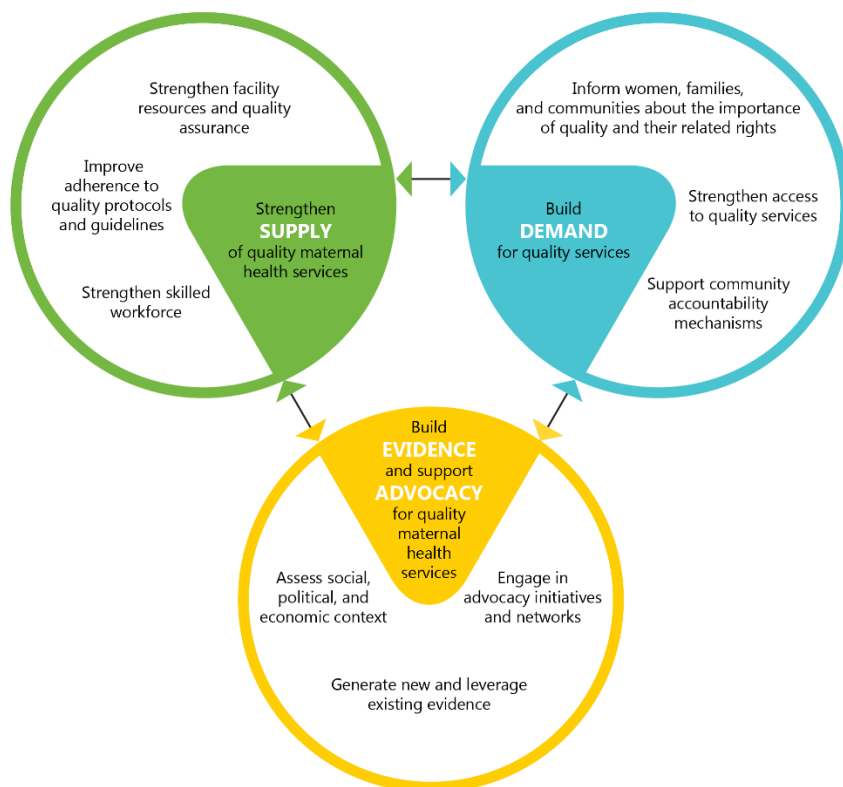 Strengthen facility
resources and quality
assurance
Improve
adherence to
quality protocols
and guidelines
Strengthen skilled
workforce
Strengthen
SUPPLY
of quality maternal
health services
Inform women, families,
and communities about the importance
of quality and their related rights
Build
DEMAND
for quality services
Strengthen access
to quality services
Support community
accountability
mechanisms
Build
EVIDENCE
and support
ADVOCACY
for quality
maternal
health
services
Assess social,
political, and
economic context
Engage in
advocacy initiatives
and networks
Generate new and leverage
existing evidence